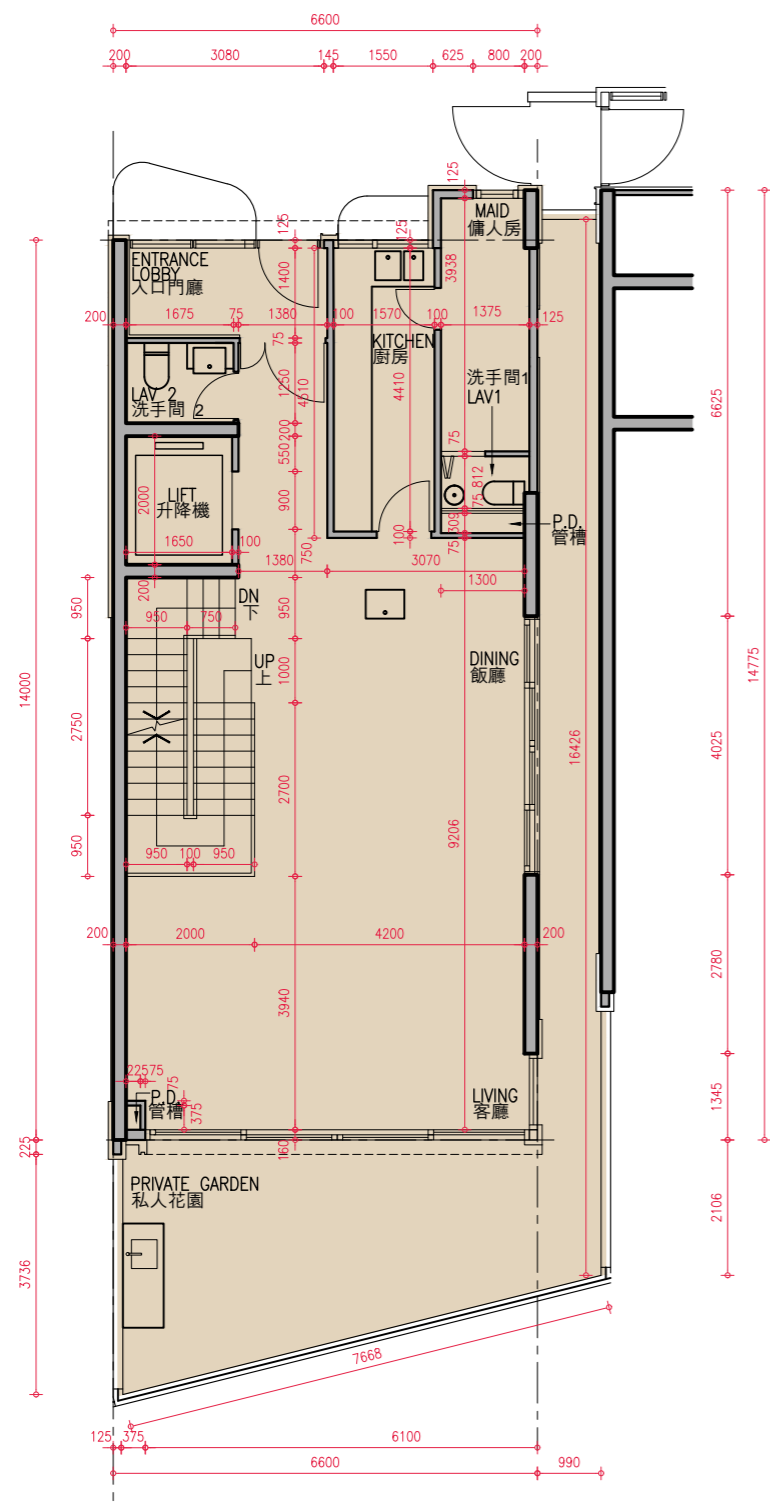 6600
200 3080 145 1550 625 800 200
125
MAID
傭人房
125
125
ENTRANCE
LOBBY
入口門廳
1400
3938
200 1675 75 1380 100 1570 100 1375 125
KITCHEN
廚房
75
洗手間1
LAV1
1250
4510
4410
LAV 2
洗手間 2
6625
200
75
550
LIFT
升降機
2000
812
75
900
309
P.D.
管槽
1650 100
750
100
75
1380 3070
1300
200
950
950
DN
下
950 750
14000
14775
UP
上
1000
DINING
飯廳
2750
16426
4025
2700
9206
950
950 100 950
200 2000 4200 200
2780
3940
22575
75
P.D.
管槽
375
LIVING
客廳
1345
225
160
PRIVATE GARDEN
私人花園
2106
3736
7668
125 375 6100
6600 990